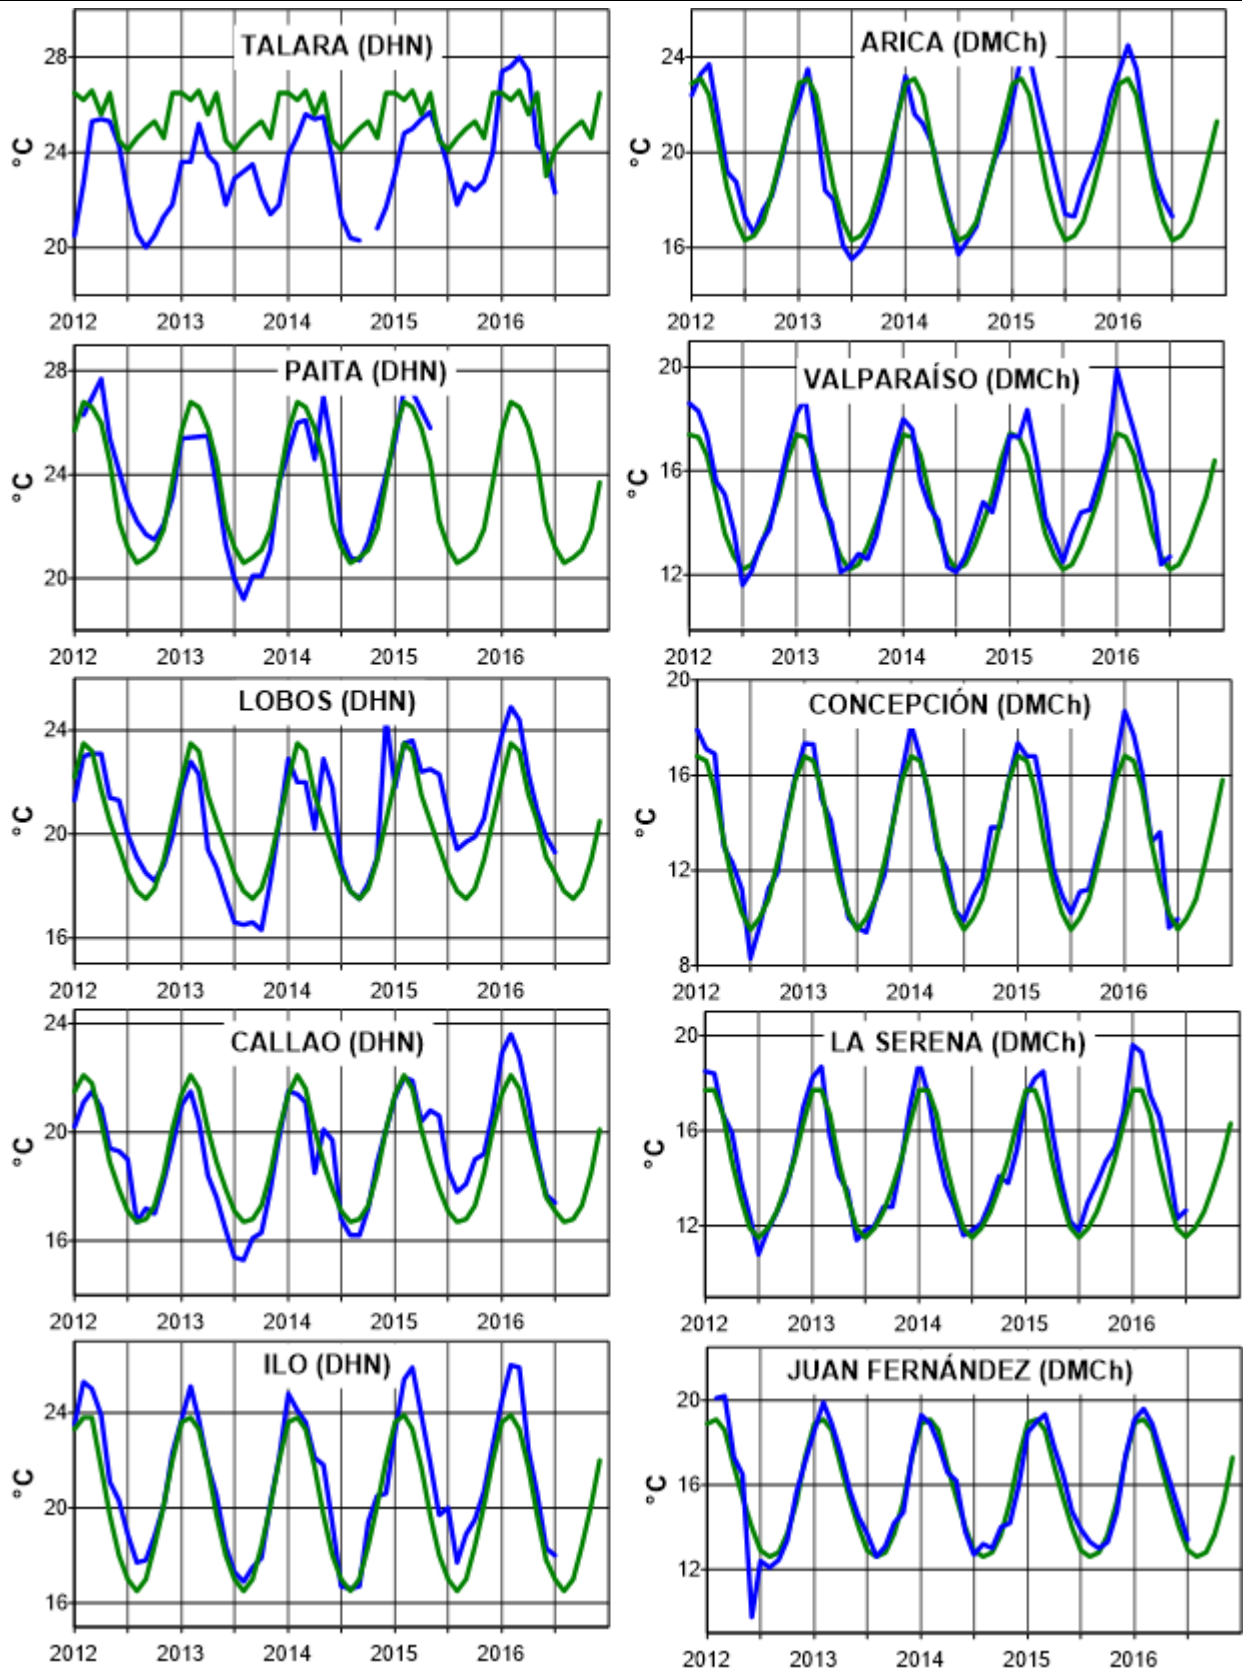 TALARA (DHN)
°C
28
24
20
2012 2013 2014 2015 2016
ARICA (DMCh)
°C
24
20
16
2012 2013 2014 2015 2016
PAITA (DHN)
°C
28
24
20
2012 2013 2014 2015 2016
VALPARAÍSO (DMCh)
°C
20
16
12
2012 2013 2014 2015 2016
LOBOS (DHN)
°C
24
20
16
2012 2013 2014 2015 2016
CONCEPCIÓN (DMCh)
°C
20
16
12
8
2012 2013 2014 2015 2016
CALLAO (DHN)
°C
24
20
16
2012 2013 2014 2015 2016
LA SERENA (DMCh)
°C
20
16
12
2012 2013 2014 2015 2016
ILO (DHN)
°C
24
20
16
2012 2013 2014 2015 2016
JUAN FERNÁNDEZ (DMCh)
°C
20
16
12
2012 2013 2014 2015 2016